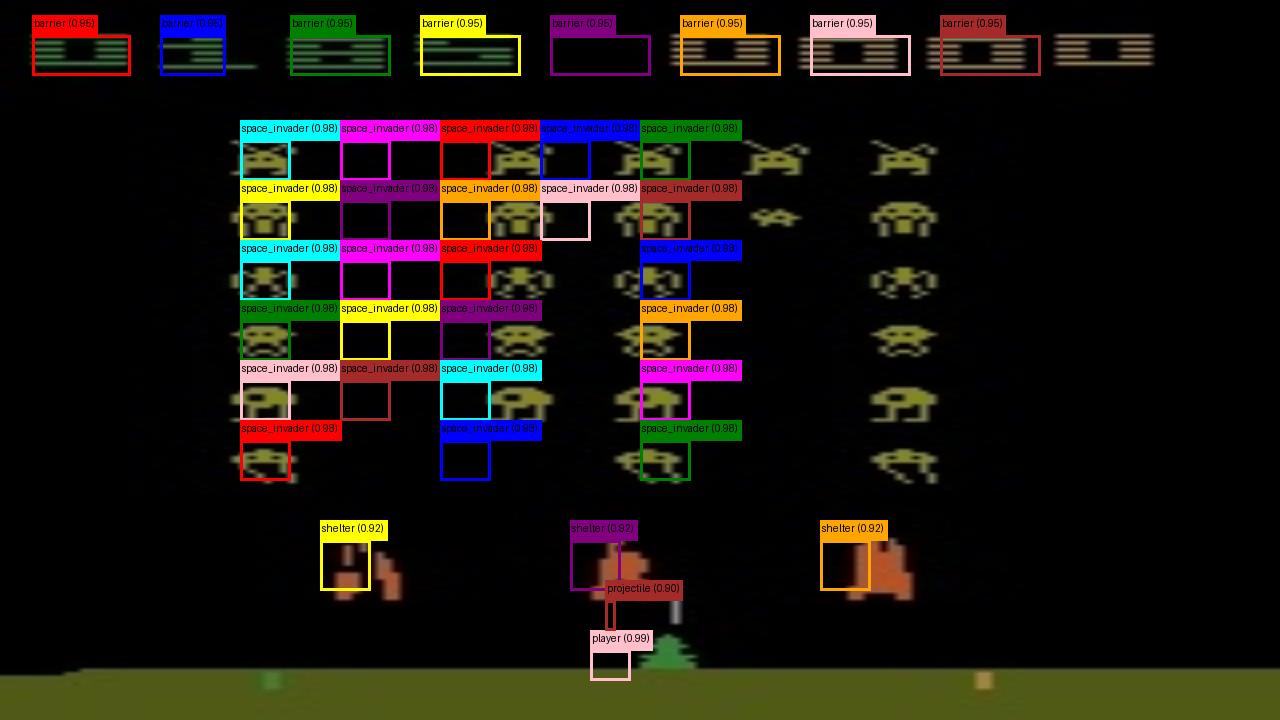 barrier (0.95) barrier (0.95) barrier (0.95) barrier (0.95) barrier (0.95) barrier (0.95) barrier (0.95) barrier (0.95)
space_invader (0.98) space_invader (0.98) space_invader (0.98) space_invader (0.98) space_invader (0.98)
space_invader (0.98) space_invader (0.98) space_invader (0.98) space_invader (0.98) space_invader (0.98)
space_invader (0.98) space_invader (0.98) space_invader (0.98) space_invader (0.98)
space_invader (0.98) space_invader (0.98) space_invader (0.98) space_invader (0.98)
space_invader (0.98) space_invader (0.98) space_invader (0.98) space_invader (0.98)
space_invader (0.98) space_invader (0.98) space_invader (0.98)
shelter (0.92) shelter (0.92) shelter (0.92)
projectile (0.90)
player (0.99)